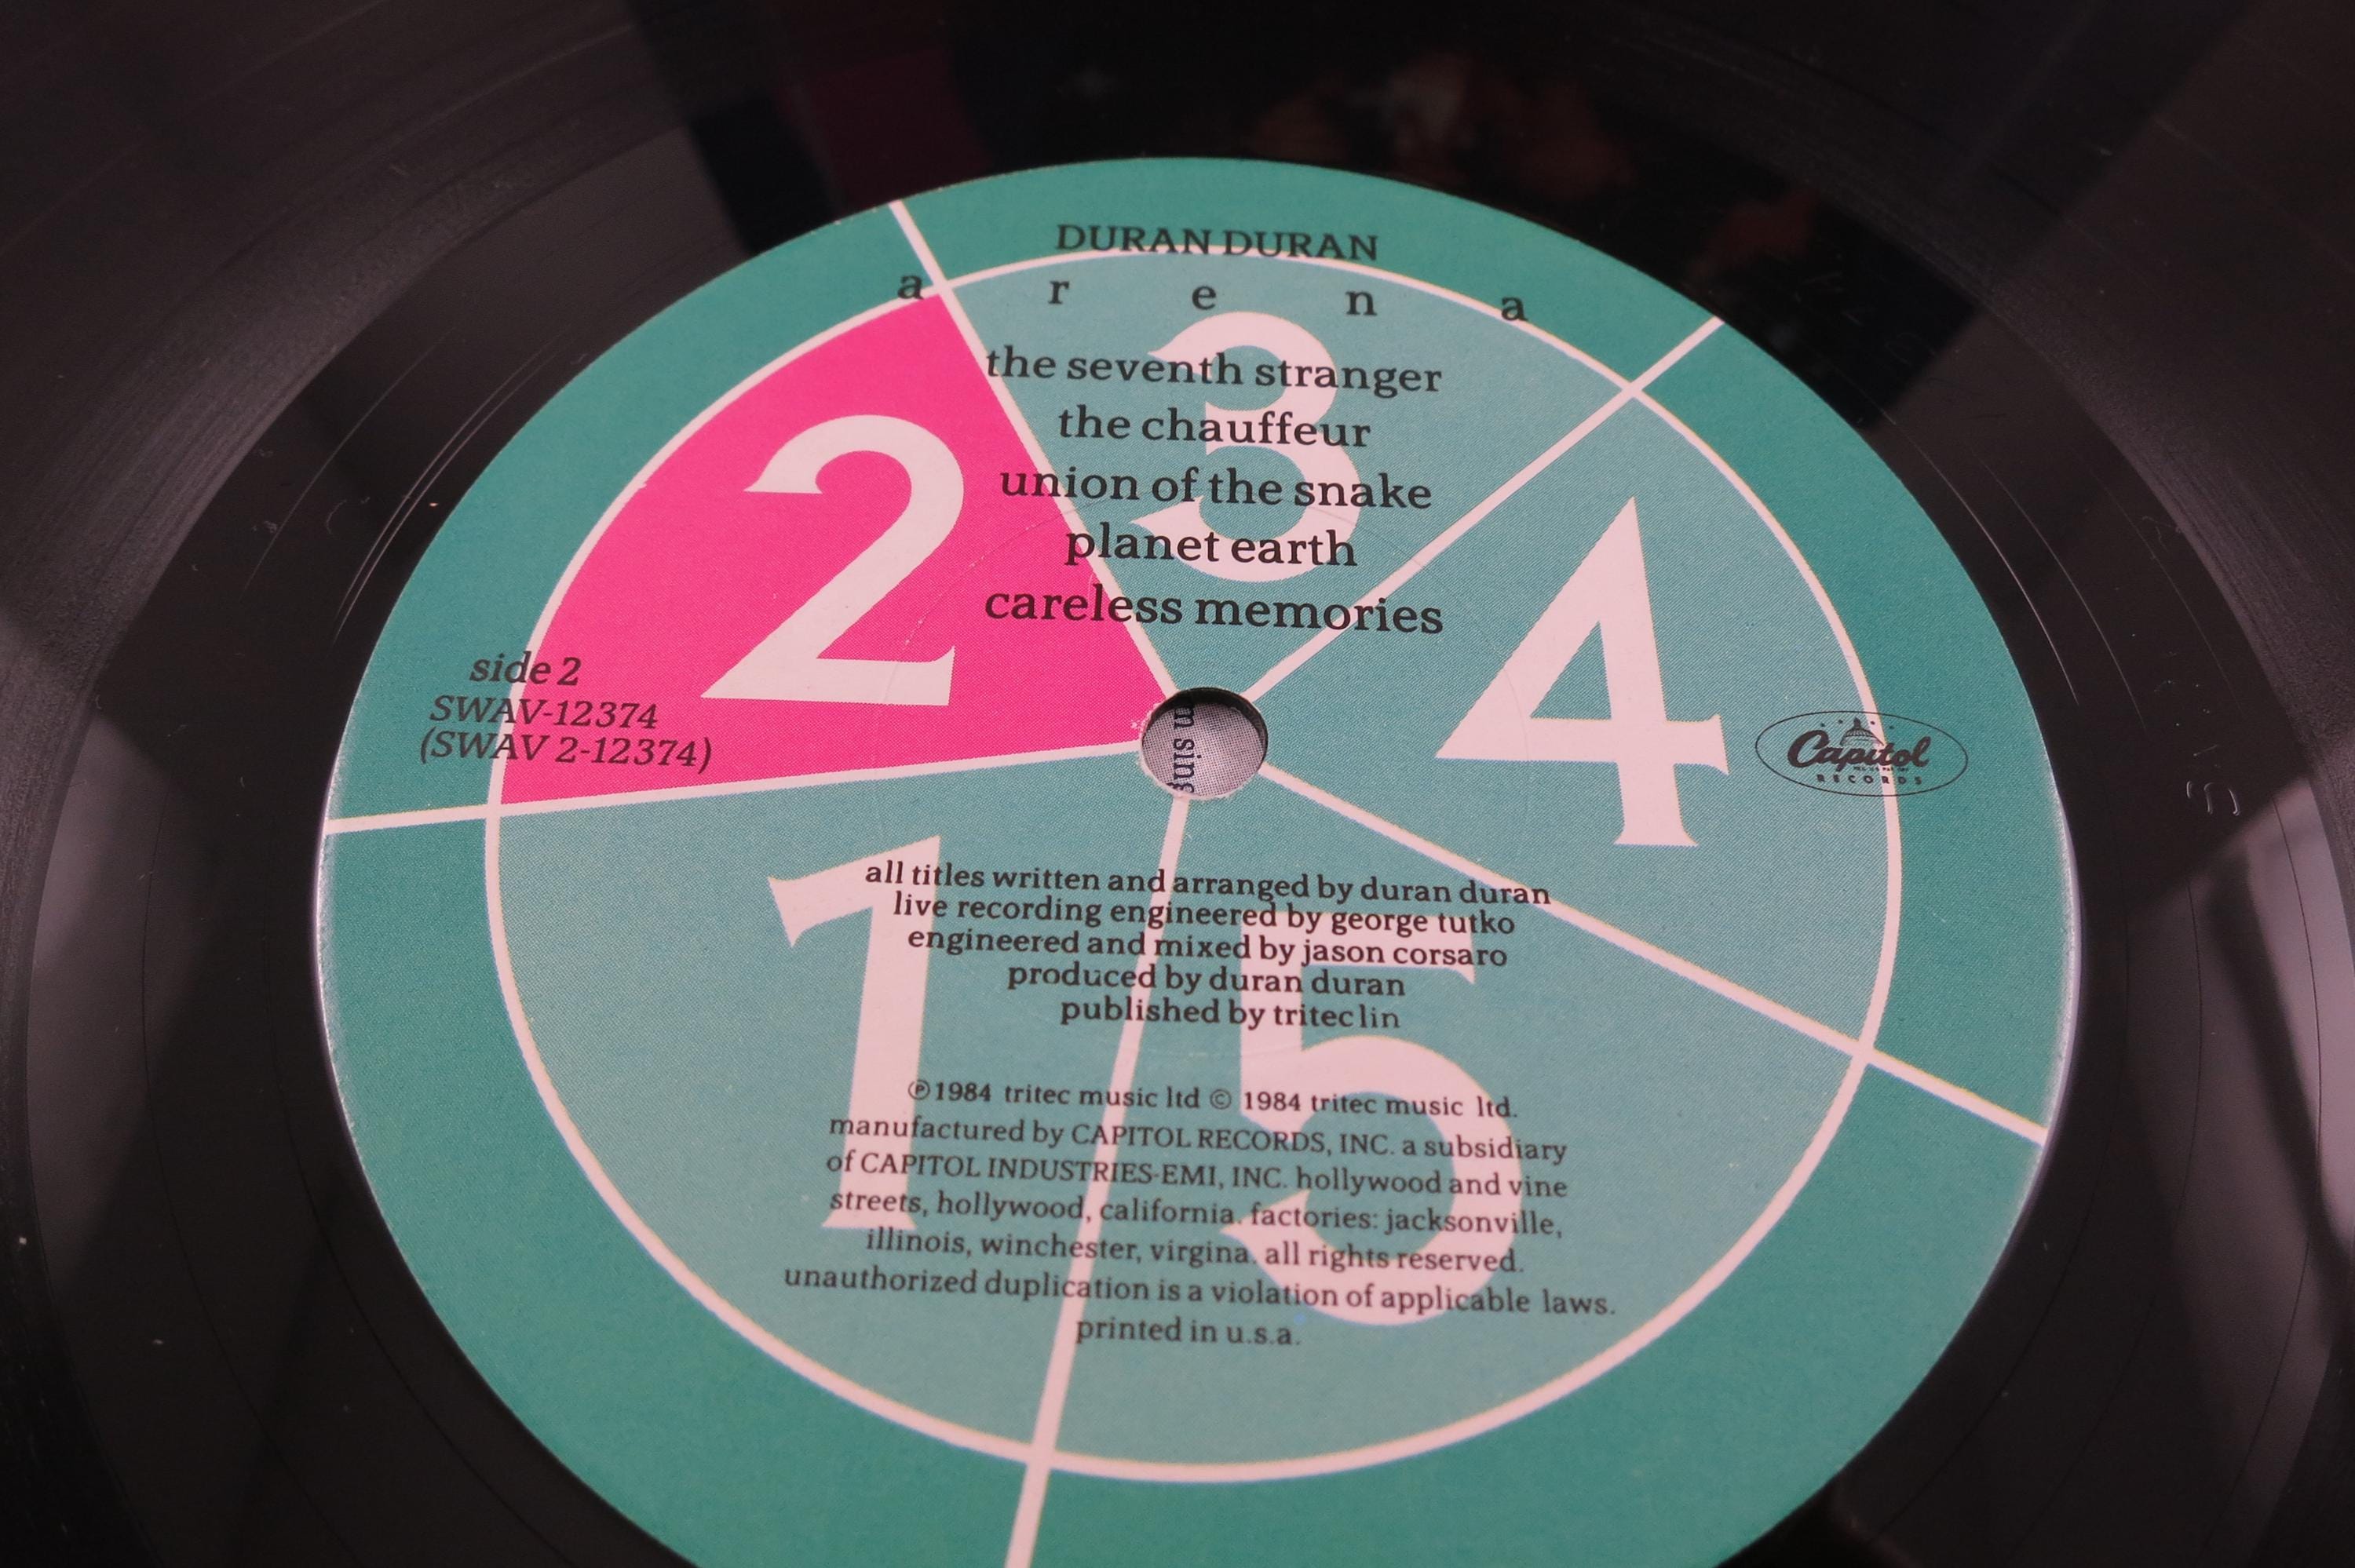 DURAN DURAN
a r e n a
the seventh stranger
the chauffeur
union of the snake
planet earth
careless memories
2
3
4
1
5
side 2
SWAV-12374
(SWAV 2-12374)
Capitol
RECORDS
all titles written and arranged by duran duran
live recording engineered by george tutko
engineered and mixed by jason corsaro
produced by duran duran
published by triteclin
℗1984 tritec music ltd © 1984 tritec music ltd.
manufactured by CAPITOL RECORDS, INC. a subsidiary
of CAPITOL INDUSTRIES-EMI, INC. hollywood and vine
streets, hollywood, california. factories: jacksonville,
illinois, winchester, virgina. all rights reserved.
unauthorized duplication is a violation of applicable laws.
printed in u.s.a.